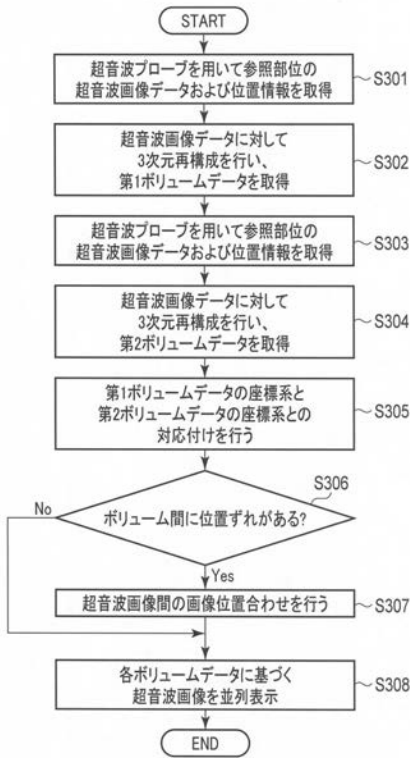 START
超音波プローブを用いて参照部位の
超音波画像データおよび位置情報を取得
S301
超音波画像データに対して
3次元再構成を行い、
第1ボリュームデータを取得
S302
超音波プローブを用いて参照部位の
超音波画像データおよび位置情報を取得
S303
超音波画像データに対して
3次元再構成を行い、
第2ボリュームデータを取得
S304
第1ボリュームデータの座標系と
第2ボリュームデータの座標系との
対応付けを行う
S305
S306
ボリューム間に位置ずれがある?
No
Yes
超音波画像間の画像位置合わせを行う
S307
各ボリュームデータに基づく
超音波画像を並列表示
S308
END